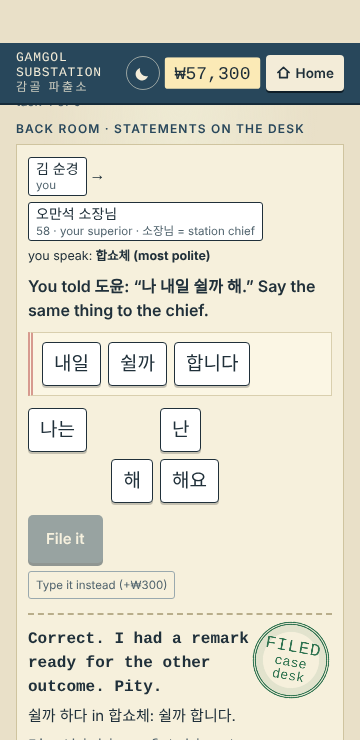 GAMGOL
SUBSTATION
감골 파출소
₩57,300
Home
BACK ROOM · STATEMENTS ON THE DESK
김 순경
you
→
오만석 소장님
58 · your superior · 소장님 = station chief
you speak: 합쇼체 (most polite)
You told 도윤: “나 내일 쉴까 해.” Say the
same thing to the chief.
내일 쉴까 합니다
나는 난
해 해요
File it
Type it instead (+₩300)
Correct. I had a remark
ready for the other
outcome. Pity.
FILED
case
desk
쉴까 하다 in 합쇼체: 쉴까 합니다.